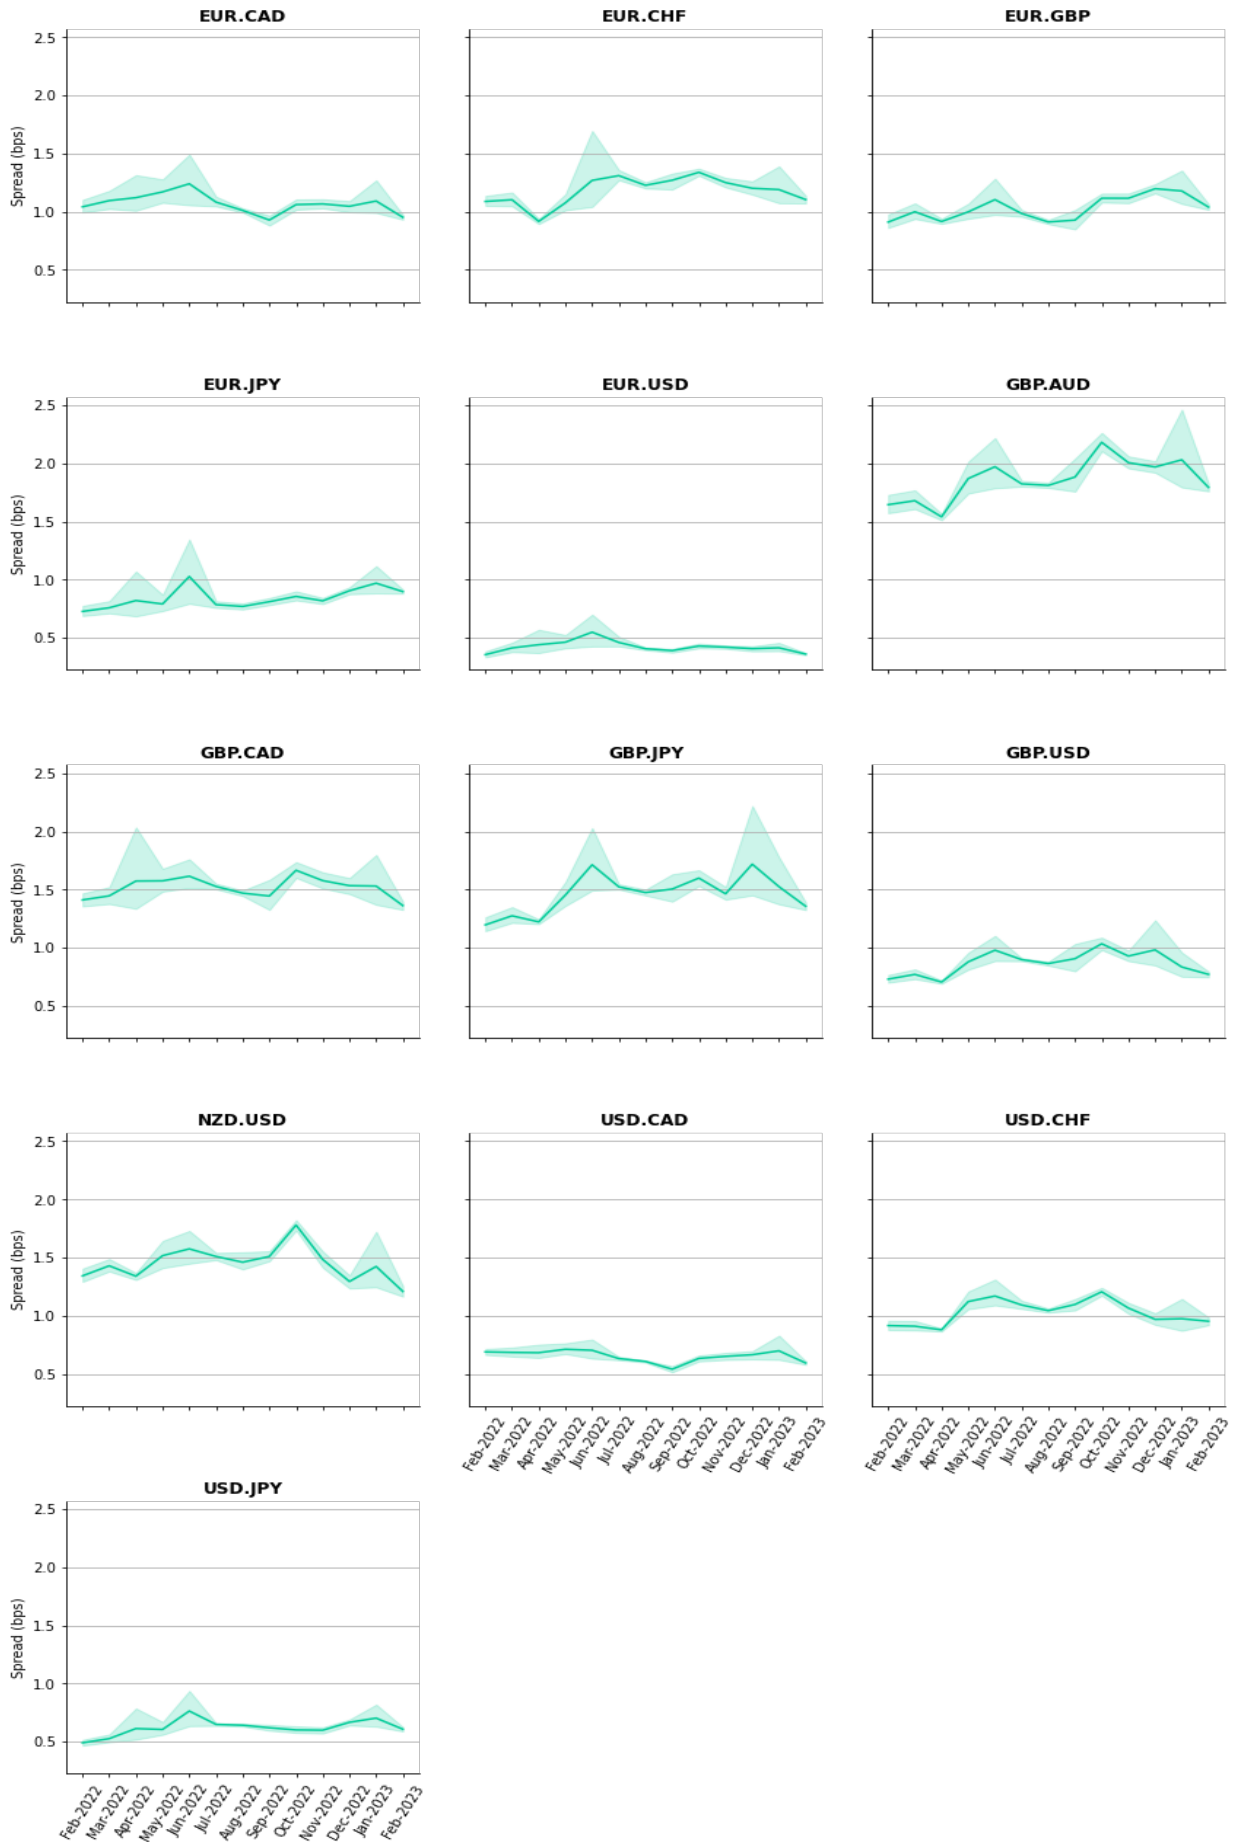 EUR.CAD
EUR.CHF
EUR.GBP
2.5
2.0
1.5
1.0
0.5
Spread (bps)
EUR.JPY
EUR.USD
GBP.AUD
2.5
2.0
1.5
1.0
0.5
Spread (bps)
GBP.CAD
GBP.JPY
GBP.USD
2.5
2.0
1.5
1.0
0.5
Spread (bps)
NZD.USD
USD.CAD
USD.CHF
2.5
2.0
1.5
1.0
0.5
Spread (bps)
Feb-2022
Mar-2022
Apr-2022
May-2022
Jun-2022
Jul-2022
Aug-2022
Sep-2022
Oct-2022
Nov-2022
Dec-2022
Jan-2023
Feb-2023
Feb-2022
Mar-2022
Apr-2022
May-2022
Jun-2022
Jul-2022
Aug-2022
Sep-2022
Oct-2022
Nov-2022
Dec-2022
Jan-2023
Feb-2023
USD.JPY
2.5
2.0
1.5
1.0
0.5
Spread (bps)
Feb-2022
Mar-2022
Apr-2022
May-2022
Jun-2022
Jul-2022
Aug-2022
Sep-2022
Oct-2022
Nov-2022
Dec-2022
Jan-2023
Feb-2023